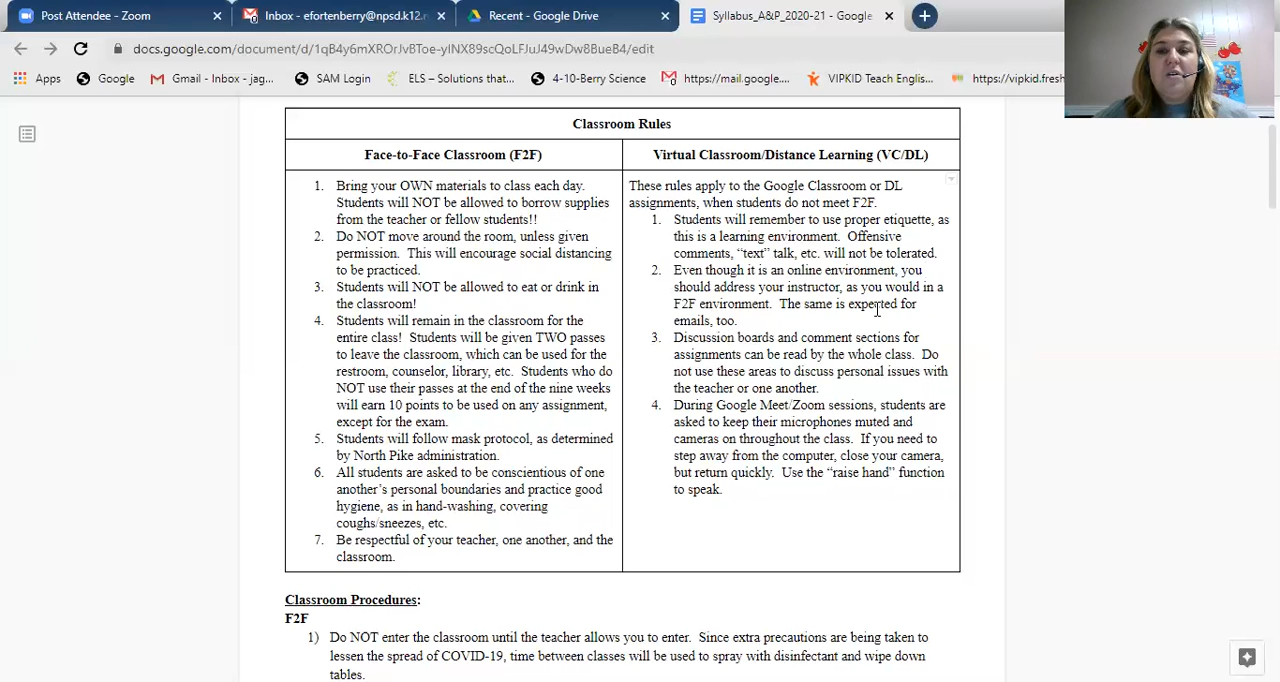 Post Attendee - Zoom
Inbox - efortenberry@npsd.k12.
Recent - Google Drive
Syllabus_A&P_2020-21 - Google
docs.google.com/document/d/1qB4y6mXROrJvBToe-yINX89scQoLFJuJ49wDw8BueB4/edit
Apps
Google
Gmail - Inbox - jag...
SAM Login
ELS – Solutions that...
4-10-Berry Science
https://mail.google....
VIPKID Teach Englis...
https://vipkid.fresh
Classroom Rules
Face-to-Face Classroom (F2F)
1. Bring your OWN materials to class each day.
Students will NOT be allowed to borrow supplies
from the teacher or fellow students!!
2. Do NOT move around the room, unless given
permission. This will encourage social distancing
to be practiced.
3. Students will NOT be allowed to eat or drink in
the classroom!
4. Students will remain in the classroom for the
entire class! Students will be given TWO passes
to leave the classroom, which can be used for the
restroom, counselor, library, etc. Students who do
NOT use their passes at the end of the nine weeks
will earn 10 points to be used on any assignment,
except for the exam.
5. Students will follow mask protocol, as determined
by North Pike administration.
6. All students are asked to be conscientious of one
another’s personal boundaries and practice good
hygiene, as in hand-washing, covering
coughs/sneezes, etc.
7. Be respectful of your teacher, one another, and the
classroom.
Virtual Classroom/Distance Learning (VC/DL)
These rules apply to the Google Classroom or DL
assignments, when students do not meet F2F.
1. Students will remember to use proper etiquette, as
this is a learning environment. Offensive
comments, “text” talk, etc. will not be tolerated.
2. Even though it is an online environment, you
should address your instructor, as you would in a
F2F environment. The same is expected for
emails, too.
3. Discussion boards and comment sections for
assignments can be read by the whole class. Do
not use these areas to discuss personal issues with
the teacher or one another.
4. During Google Meet/Zoom sessions, students are
asked to keep their microphones muted and
cameras on throughout the class. If you need to
step away from the computer, close your camera,
but return quickly. Use the “raise hand” function
to speak.
Classroom Procedures:
F2F
1) Do NOT enter the classroom until the teacher allows you to enter. Since extra precautions are being taken to
lessen the spread of COVID-19, time between classes will be used to spray with disinfectant and wipe down
tables.